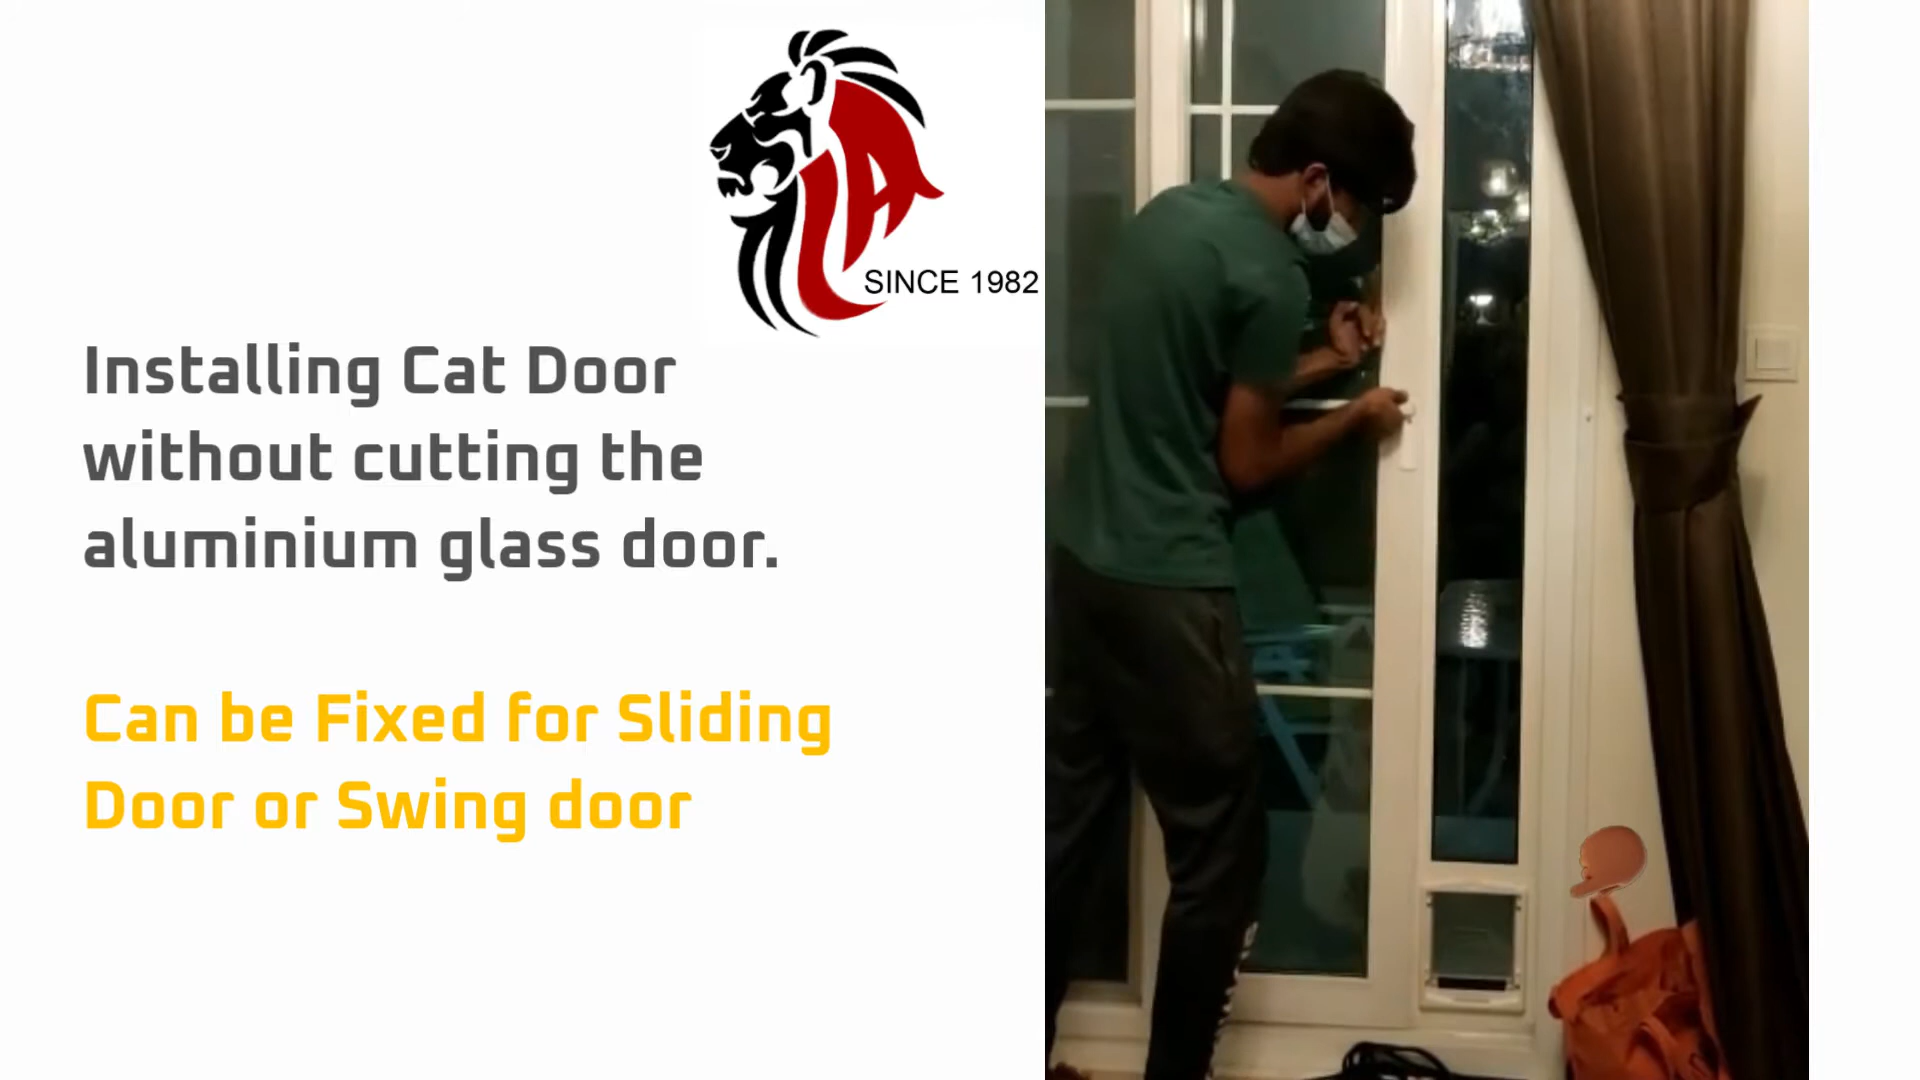 LA
SINCE 1982
Installing Cat Door
without cutting the
aluminium glass door.
Can be Fixed for Sliding
Door or Swing door